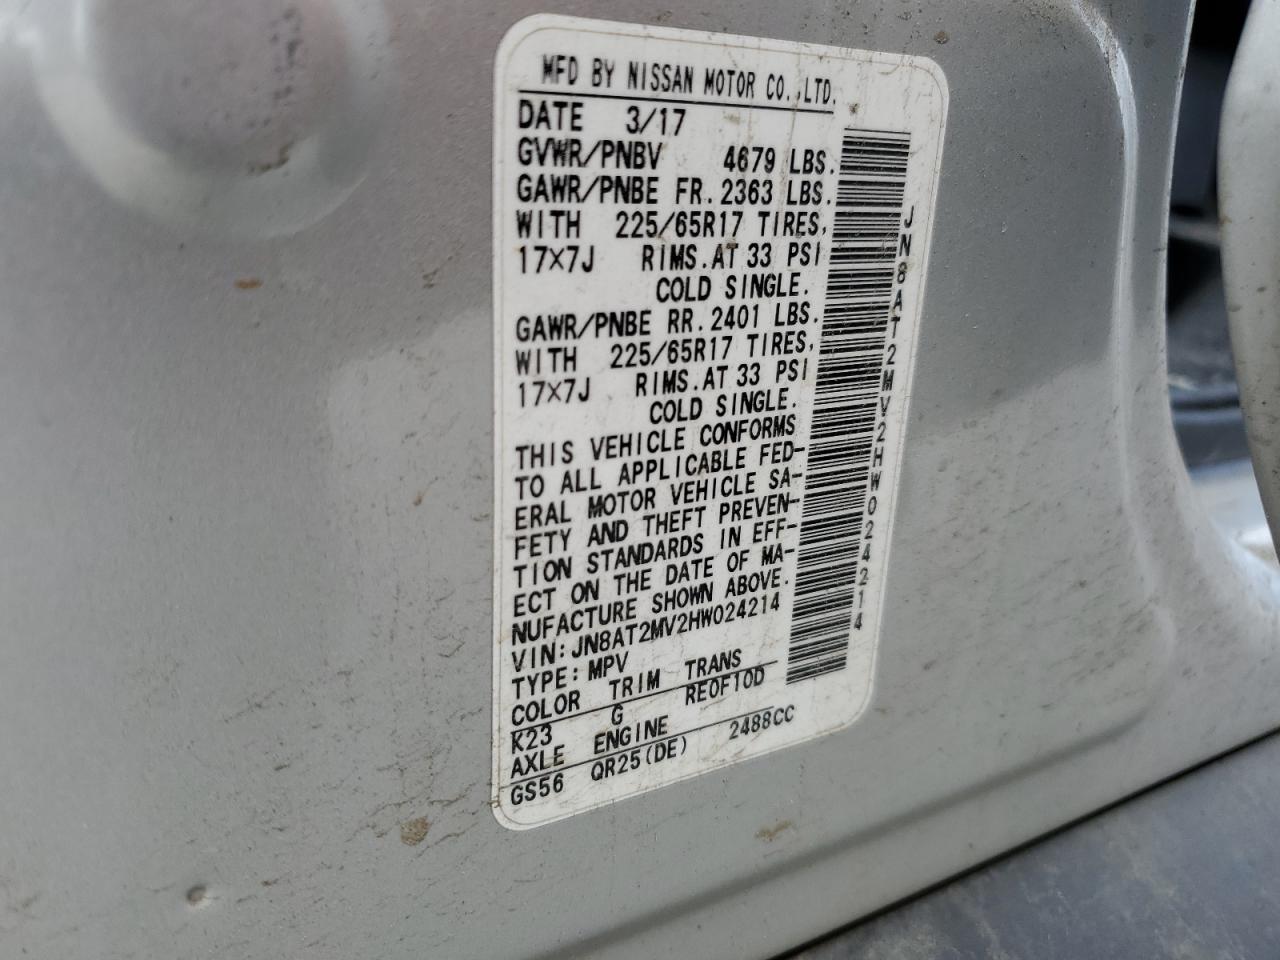 MFD BY NISSAN MOTOR CO.,LTD.
DATE 3/17
GVWR/PNBV 4679 LBS.
GAWR/PNBE FR. 2363 LBS.
WITH 225/65R17 TIRES,
17×7J RIMS. AT 33 PSI
COLD SINGLE.
GAWR/PNBE RR. 2401 LBS.
WITH 225/65R17 TIRES,
17×7J RIMS. AT 33 PSI
COLD SINGLE.
THIS VEHICLE CONFORMS
TO ALL APPLICABLE FED-
ERAL MOTOR VEHICLE SA-
FETY AND THEFT PREVEN-
TION STANDARDS IN EFF-
ECT ON THE DATE OF MA-
NUFACTURE SHOWN ABOVE.
VIN: JN8AT2MV2HW024214
TYPE: MPV
COLOR TRIM TRANS
K23 G RE0F10D
AXLE ENGINE
GS56 QR25(DE) 2488CC
JN8AT2MV2HW024214